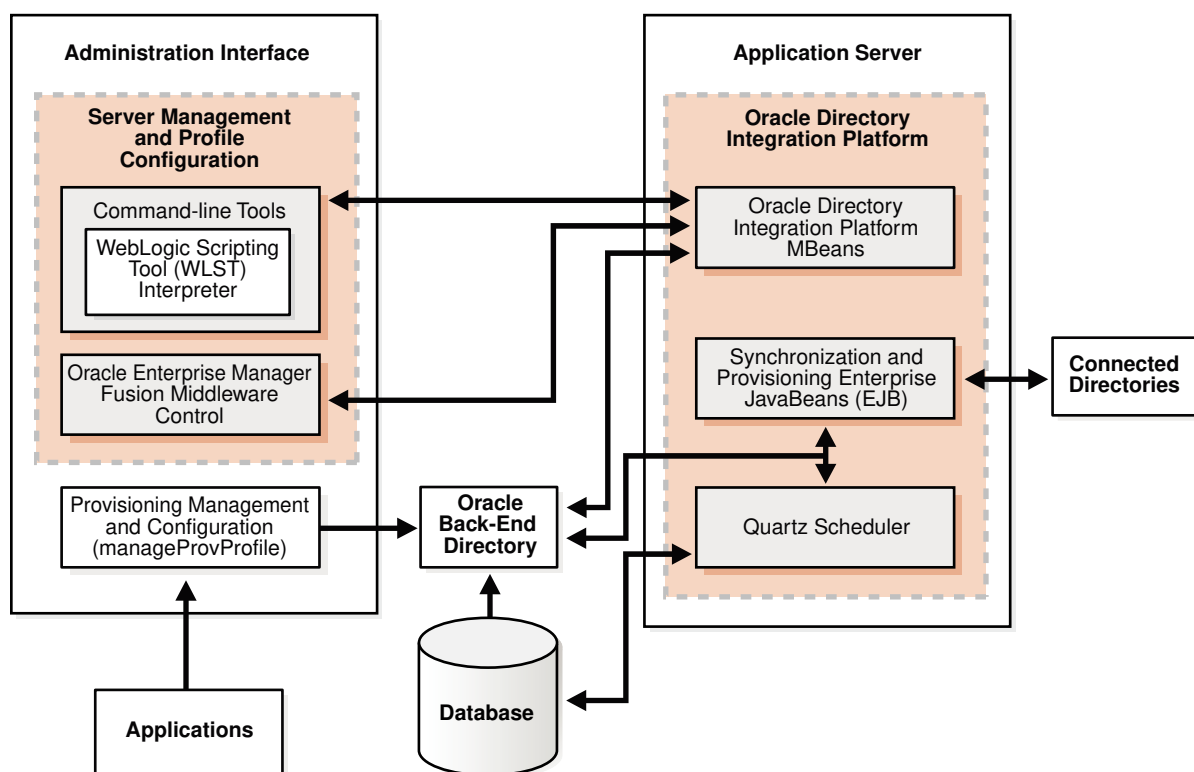 Administration Interface
Server Management
and Profile
Configuration
Command-line Tools
WebLogic Scripting
Tool (WLST)
Interpreter
Oracle Enterprise Manager
Fusion Middleware
Control
Provisioning Management
and Configuration
(manageProvProfile)
Applications
Oracle
Back-End
Directory
Database
Application Server
Oracle Directory
Integration Platform
Oracle Directory
Integration Platform
MBeans
Synchronization and
Provisioning Enterprise
JavaBeans (EJB)
Quartz Scheduler
Connected
Directories